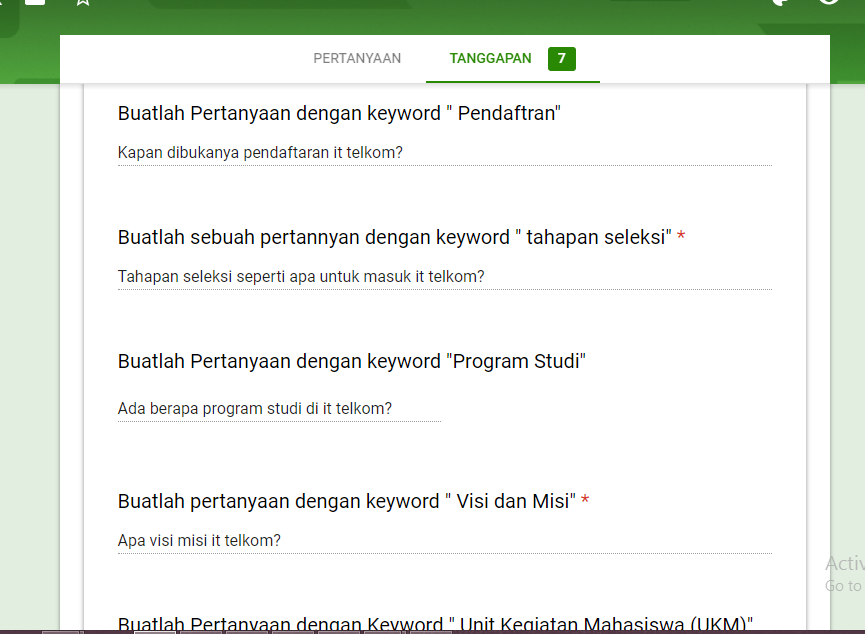 PERTANYAAN TANGGAPAN 7
Buatlah Pertanyaan dengan keyword " Pendaftran"
Kapan dibukanya pendaftaran it telkom?
Buatlah sebuah pertannyan dengan keyword " tahapan seleksi" *
Tahapan seleksi seperti apa untuk masuk it telkom?
Buatlah Pertanyaan dengan keyword "Program Studi"
Ada berapa program studi di it telkom?
Buatlah pertanyaan dengan keyword " Visi dan Misi" *
Apa visi misi it telkom?
Activ
Go to
Buatlah Pertanyaan dengan Keyword " Unit Kegiatan Mahasiswa (UKM)"